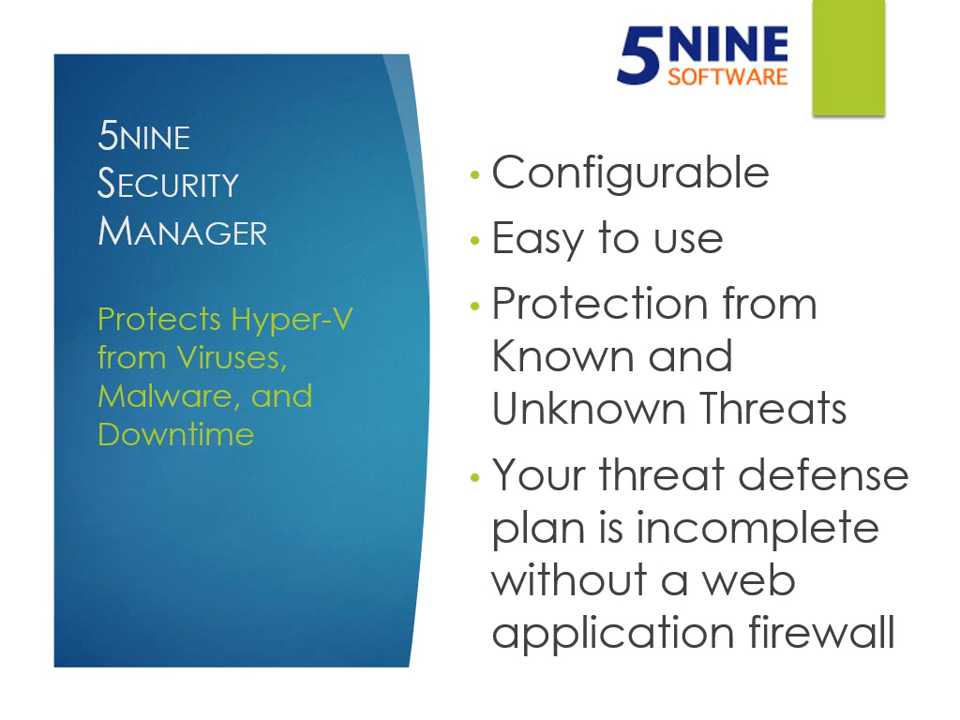 5NINE
SOFTWARE
5NINE
SECURITY
MANAGER
Protects Hyper-V
from Viruses,
Malware, and
Downtime
• Configurable
• Easy to use
• Protection from
Known and
Unknown Threats
• Your threat defense
plan is incomplete
without a web
application firewall